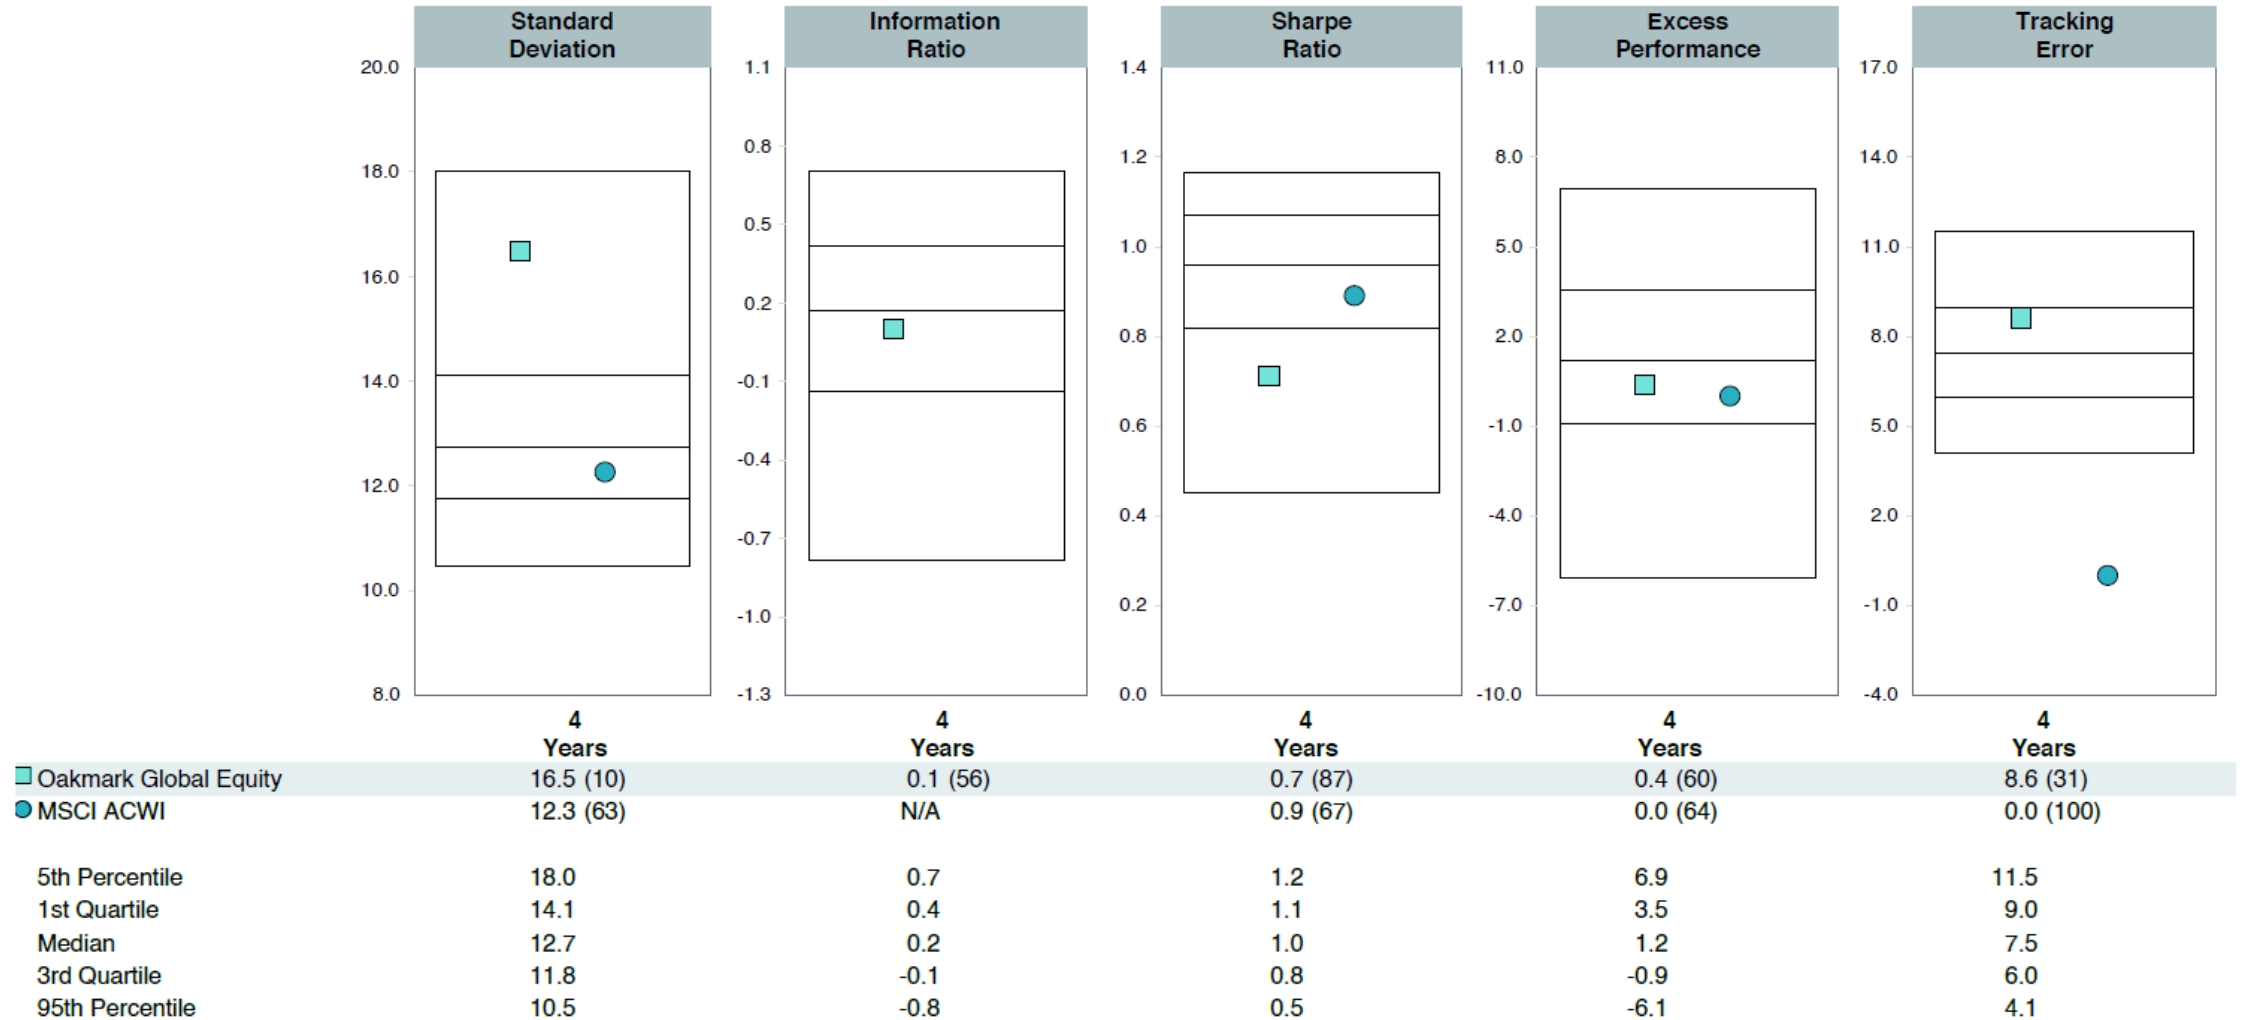 Standard Deviation
Information Ratio
Sharpe Ratio
Excess Performance
Tracking Error
20.0
18.0
16.0
14.0
12.0
10.0
8.0
1.1
0.8
0.5
0.2
-0.1
-0.4
-0.7
-1.0
-1.3
1.4
1.2
1.0
0.8
0.6
0.4
0.2
0.0
11.0
8.0
5.0
2.0
-1.0
-4.0
-7.0
-10.0
17.0
14.0
11.0
8.0
5.0
2.0
-1.0
-4.0
4 4 4 4 4
Years Years Years Years Years
Oakmark Global Equity 16.5 (10) 0.1 (56) 0.7 (87) 0.4 (60) 8.6 (31)
MSCI ACWI 12.3 (63) N/A 0.9 (67) 0.0 (64) 0.0 (100)
5th Percentile 18.0 0.7 1.2 6.9 11.5
1st Quartile 14.1 0.4 1.1 3.5 9.0
Median 12.7 0.2 1.0 1.2 7.5
3rd Quartile 11.8 -0.1 0.8 -0.9 6.0
95th Percentile 10.5 -0.8 0.5 -6.1 4.1